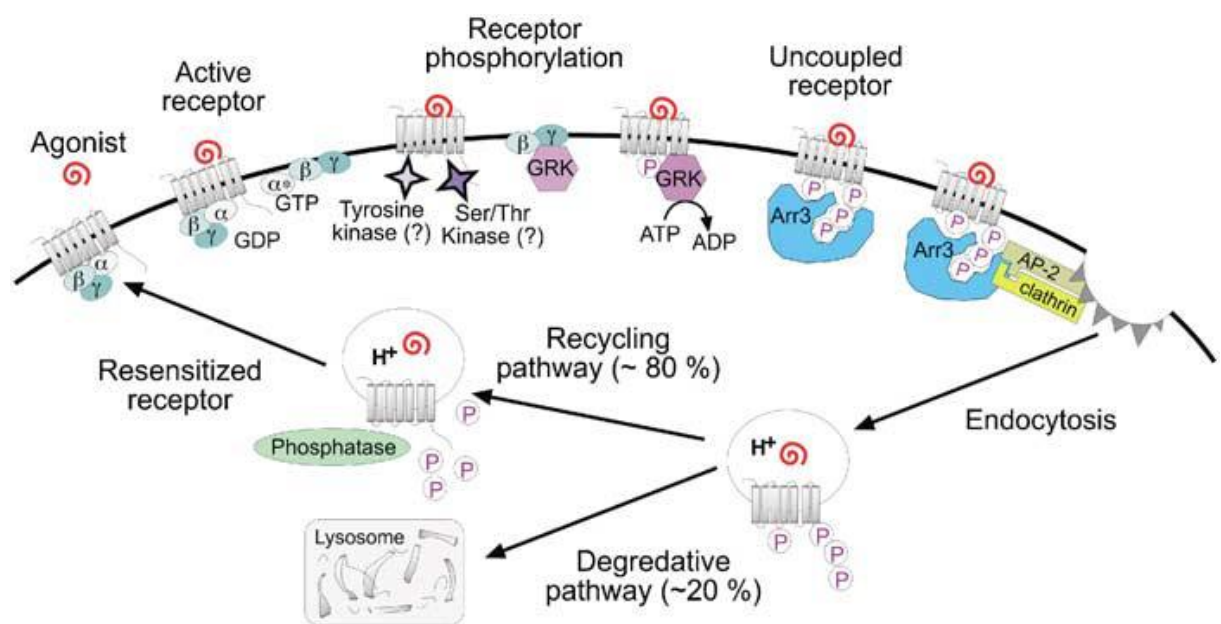 Agonist
Active
receptor
Receptor
phosphorylation
Uncoupled
receptor
β α
γ
β α
γ
GDP
α* β γ
GTP
Tyrosine
kinase (?)
Ser/Thr
Kinase (?)
β γ
GRK
P
GRK
ATP
ADP
P P
P
P P
Arr3
P P
P
P P
Arr3
AP-2
clathrin
Endocytosis
H+
P P
P
P
Recycling
pathway (~ 80 %)
H+
P
P P
P
Phosphatase
Resensitized
receptor
Degredative
pathway (~20 %)
Lysosome